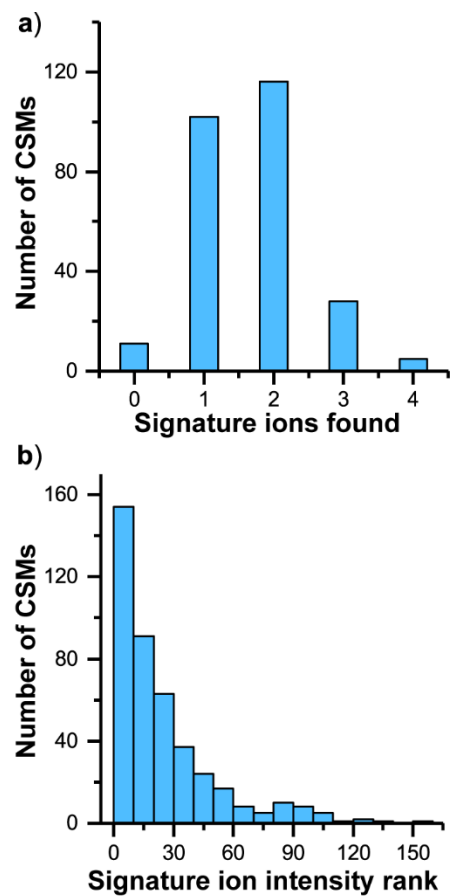 a)
Number of CSMs
120
80
40
0
0 1 2 3 4
Signature ions found
b)
Number of CSMs
160
120
80
40
0
0 30 60 90 120 150
Signature ion intensity rank